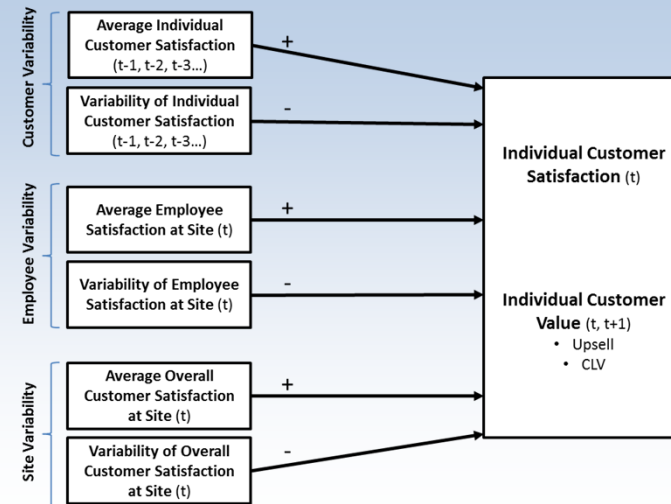 Customer Variability
Average Individual
Customer Satisfaction
(t-1, t-2, t-3...)
+
Variability of Individual
Customer Satisfaction
(t-1, t-2, t-3...)
-
Employee Variability
Average Employee
Satisfaction at Site (t)
+
Variability of Employee
Satisfaction at Site (t)
-
Site Variability
Average Overall
Customer Satisfaction
at Site (t)
+
Variability of Overall
Customer Satisfaction
at Site (t)
-
Individual Customer
Satisfaction (t)
Individual Customer
Value (t, t+1)
• Upsell
• CLV